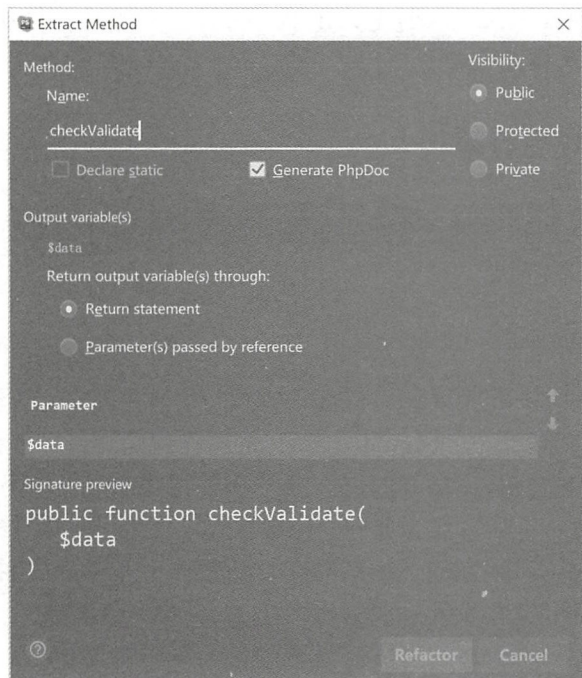 Extract Method
Method:
Visibility:
Name:
Public
checkValidate
Protected
Declare static
Generate PhpDoc
Private
Output variable(s)
$data
Return output variable(s) through:
Return statement
Parameter(s) passed by reference
Parameter
$data
Signature preview
public function checkValidate(
$data
)
Refactor
Cancel